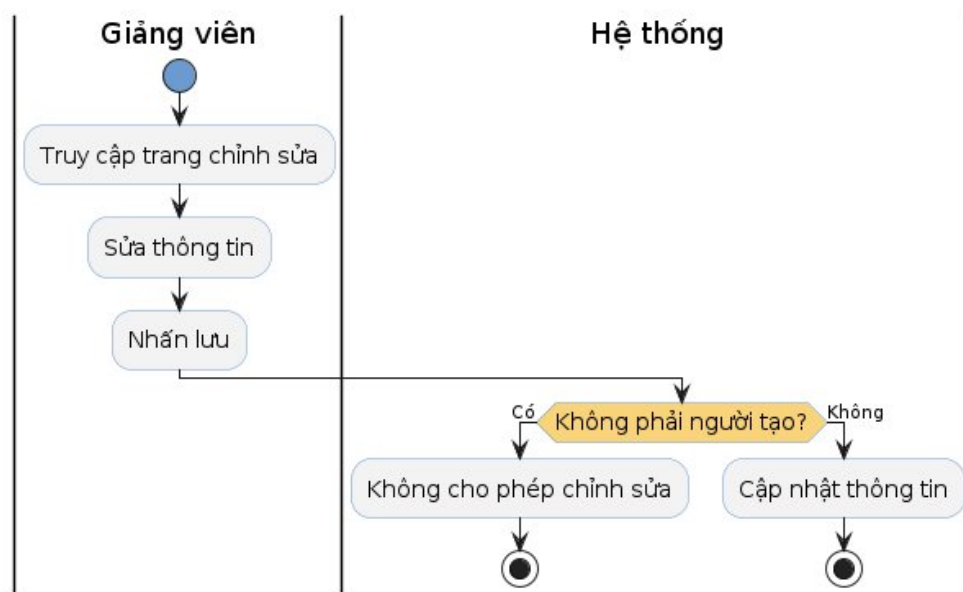 Giảng viên
Hệ thống
Truy cập trang chỉnh sửa
Sửa thông tin
Nhấn lưu
Có
Không phải người tạo?
Không
Không cho phép chỉnh sửa
Cập nhật thông tin